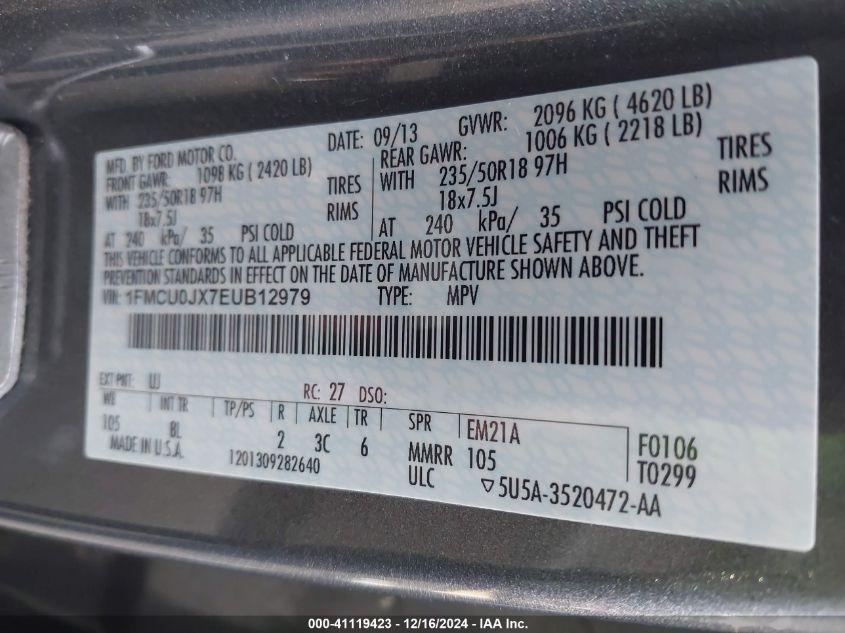 MFD. BY FORD MOTOR CO. DATE: 09/13 GVWR: 2096 KG ( 4620 LB)
FRONT GAWR: 1098 KG ( 2420 LB) REAR GAWR: 1006 KG ( 2218 LB)
WITH 235/50R18 97H TIRES WITH 235/50R18 97H TIRES
18x7.5J RIMS 18x7.5J RIMS
AT 240 kPa/ 35 PSI COLD AT 240 kPa/ 35 PSI COLD
THIS VEHICLE CONFORMS TO ALL APPLICABLE FEDERAL MOTOR VEHICLE SAFETY AND THEFT
PREVENTION STANDARDS IN EFFECT ON THE DATE OF MANUFACTURE SHOWN ABOVE.
VIN: 1FMCU0JX7EUB12979 TYPE: MPV
EXT PNT: UJ RC: 27 DSO:
WB INT TR TP/PS R AXLE TR SPR EM21A F0106
105 8L 2 3C 6 MMRR 105 T0299
MADE IN U.S.A. 1201309282640 ULC ▽5U5A-3520472-AA
000-41119423 - 12/16/2024 - IAA Inc.